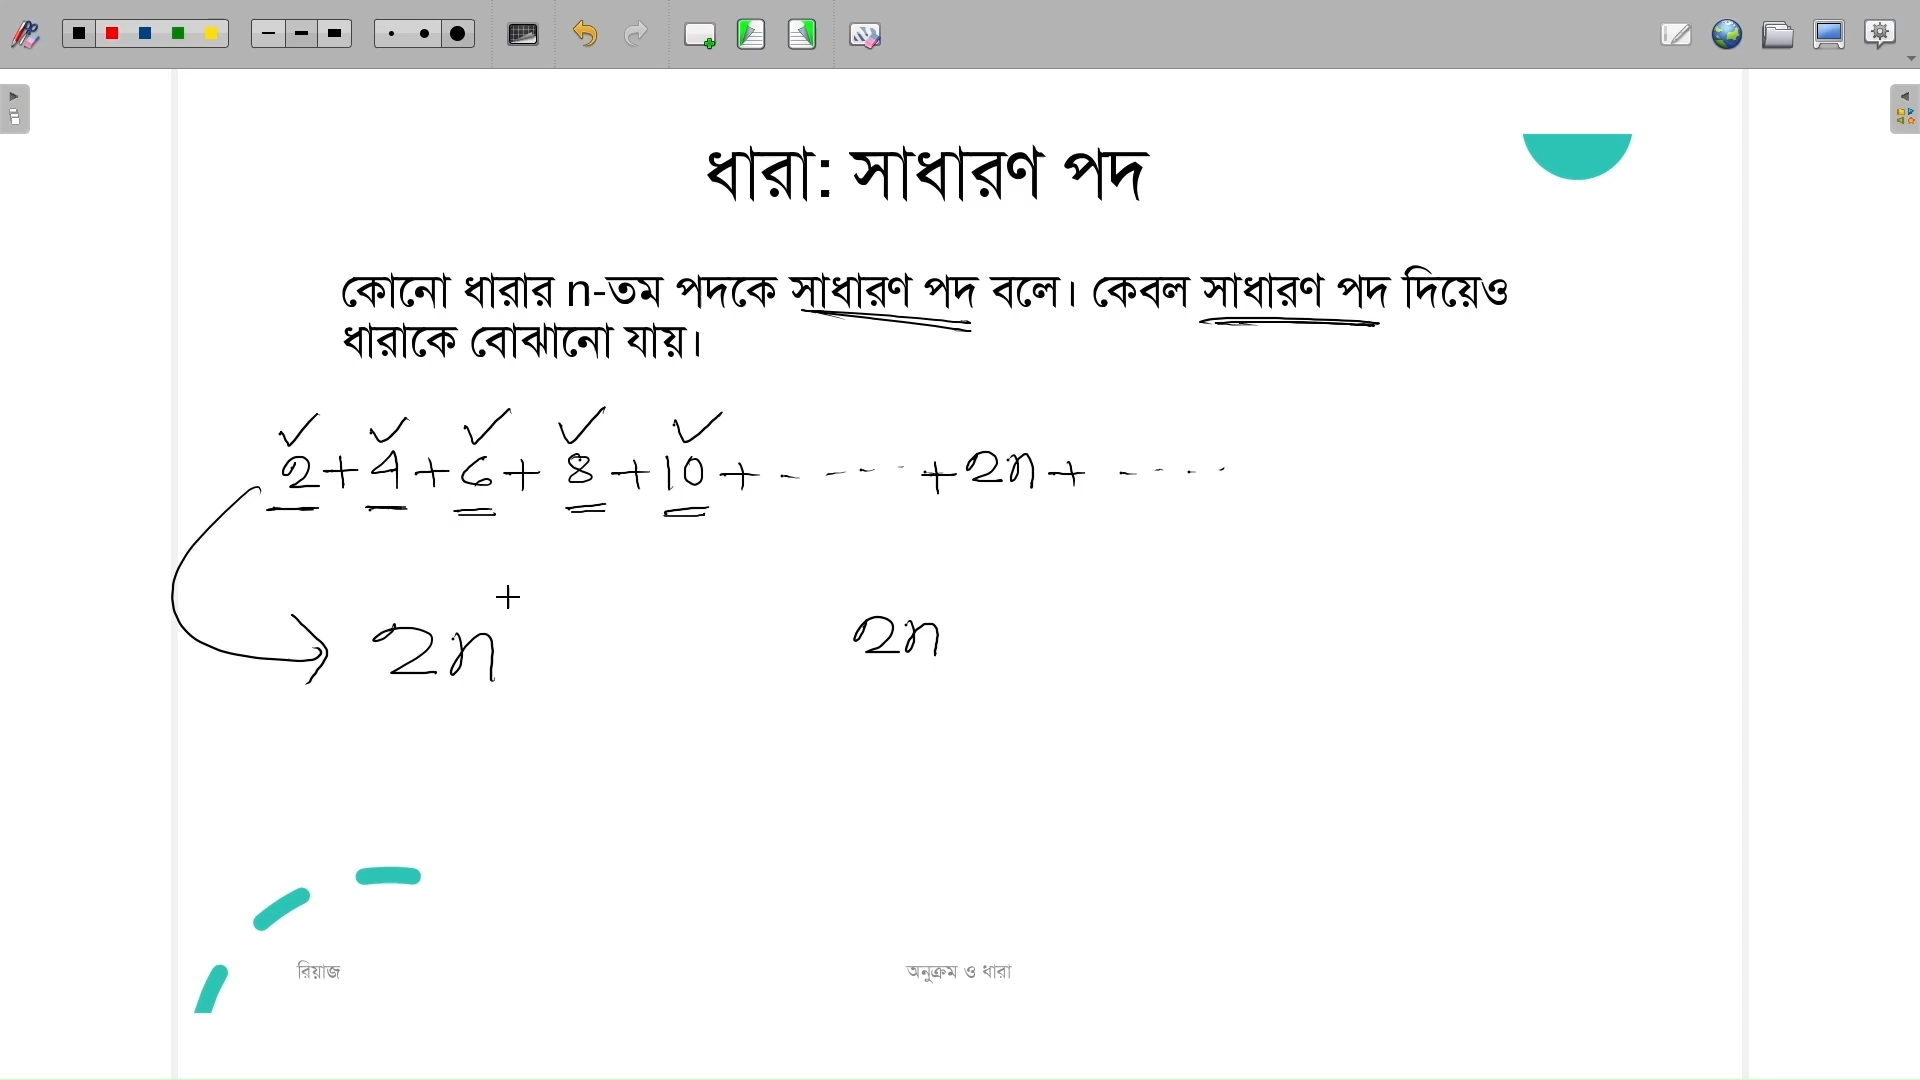 ধারা: সাধারণ পদ
কোনো ধারার n-তম পদকে সাধারণ পদ বলে। কেবল সাধারণ পদ দিয়েও
ধারাকে বোঝানো যায়।
2+4+6+8+10+-----+2n+ ----
2n 2n
রিয়াজ অনুক্রম ও ধারা